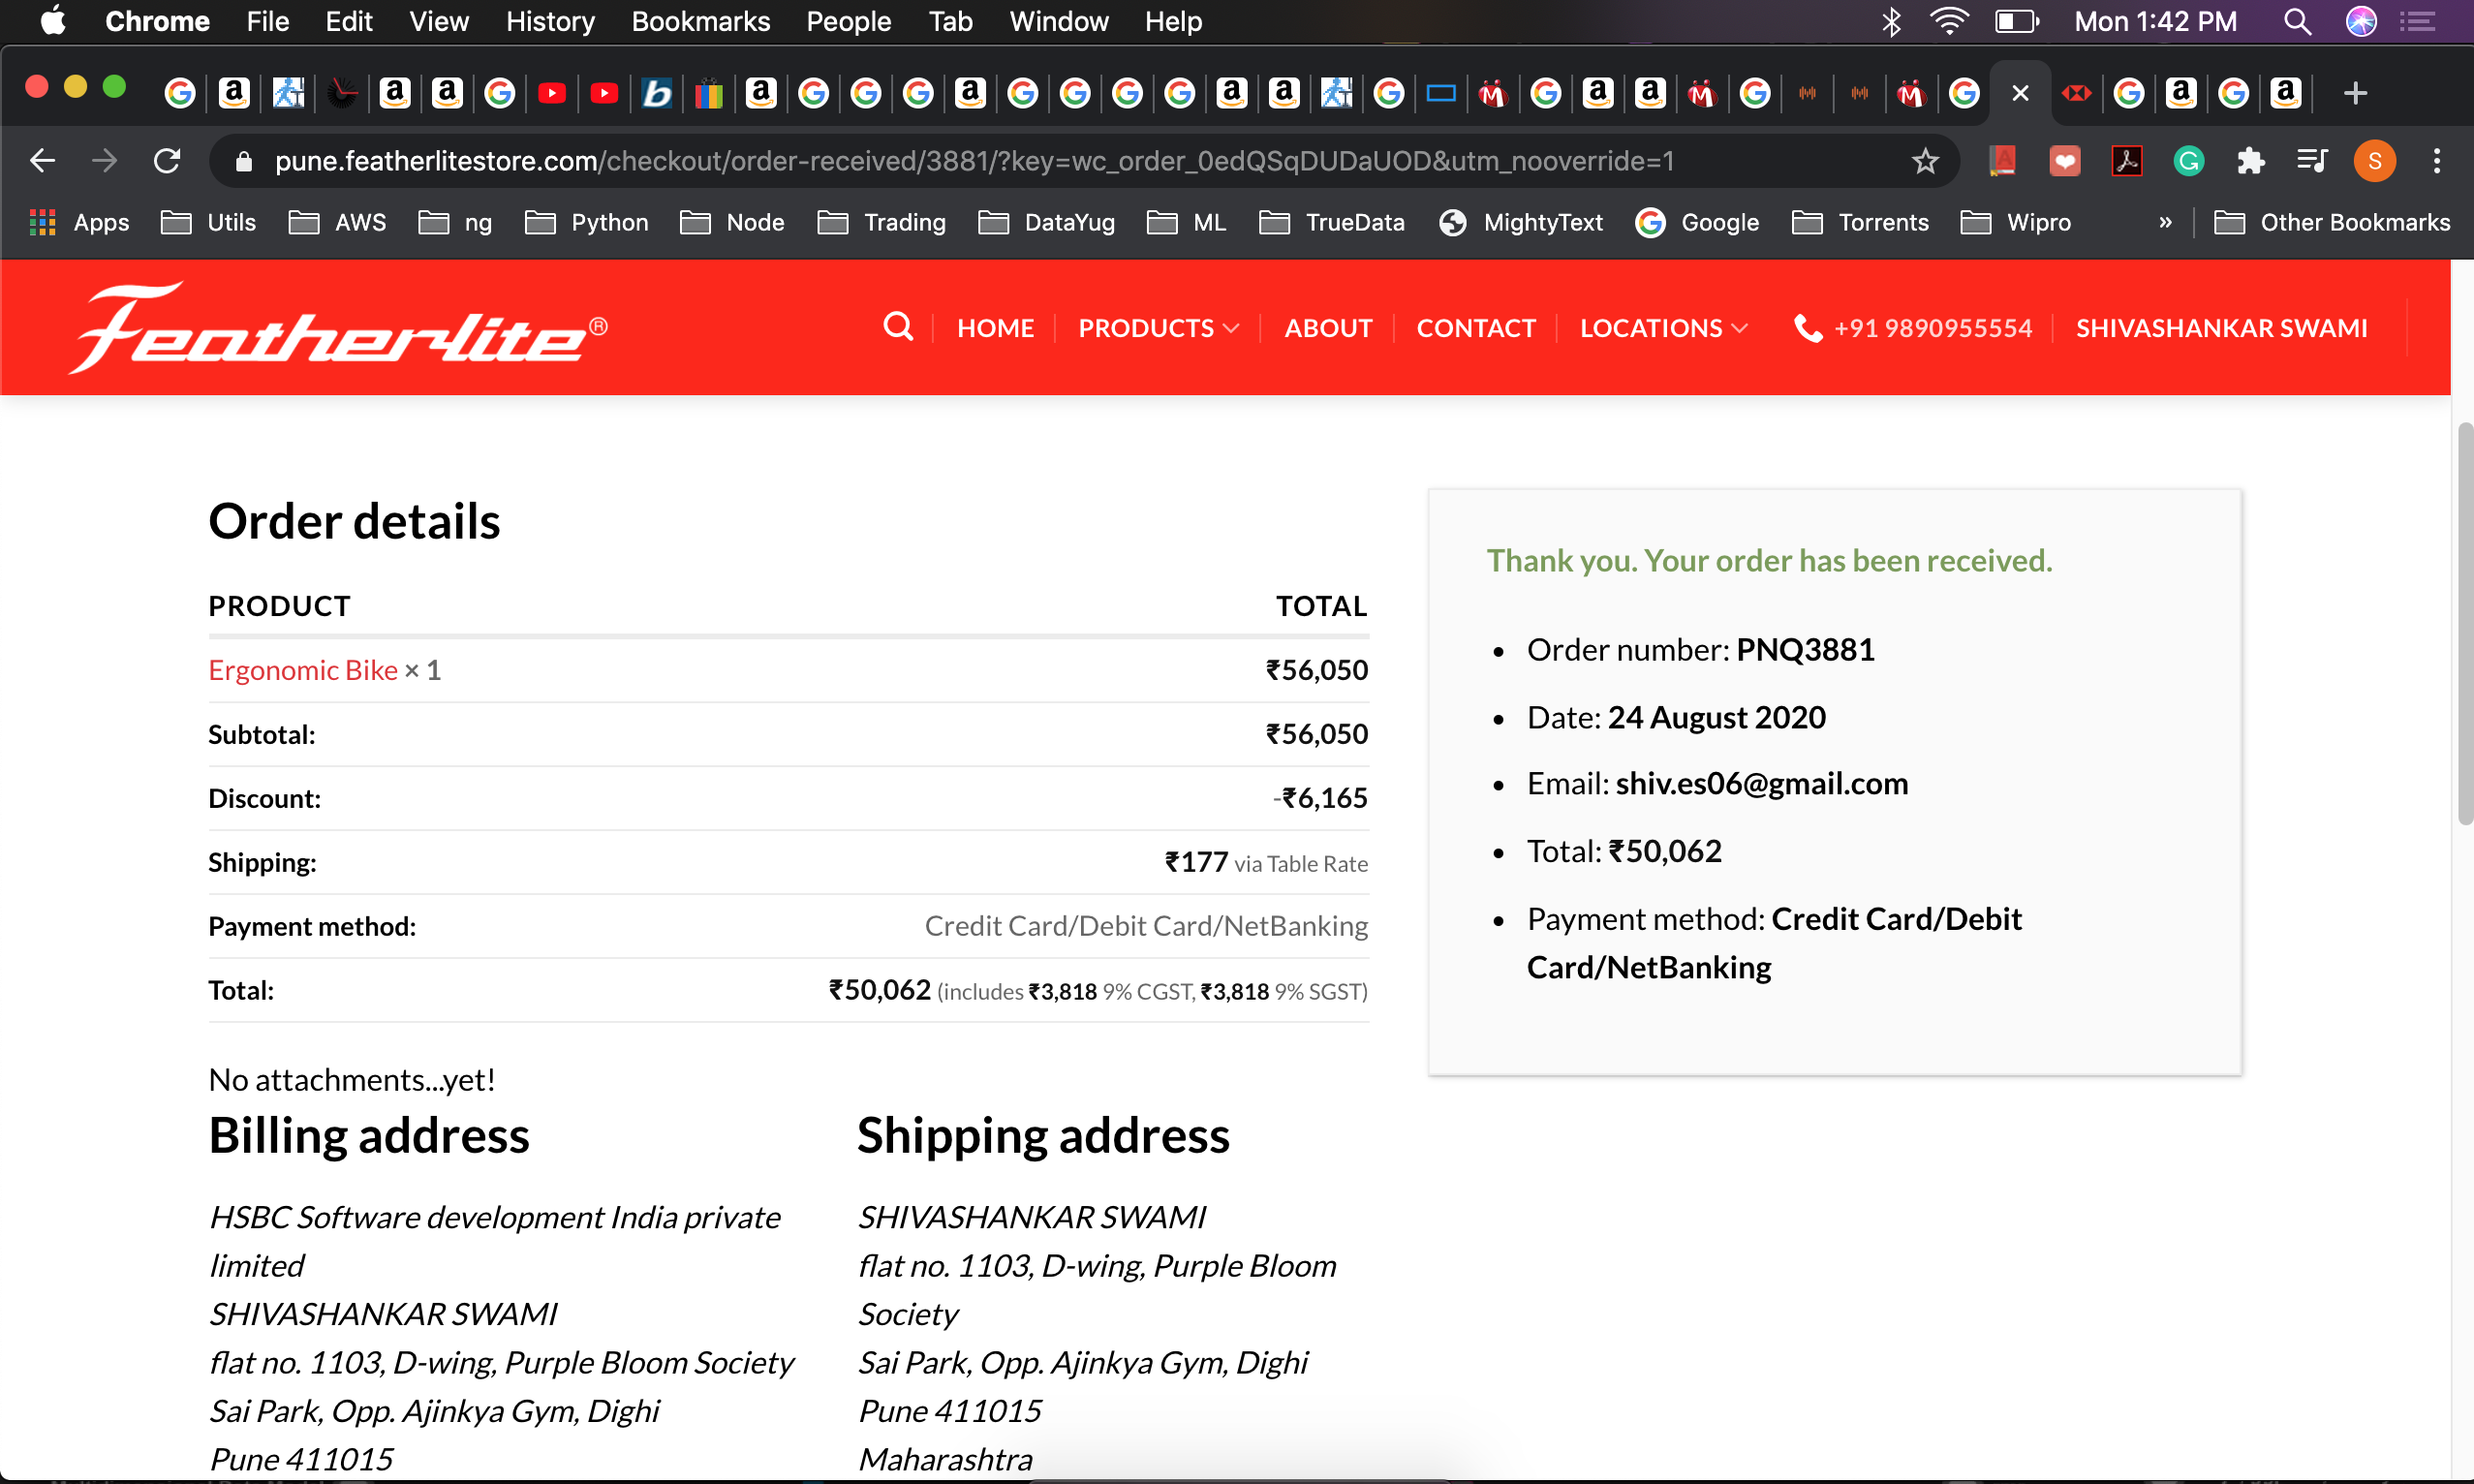 Chrome File Edit View History Bookmarks People Tab Window Help Mon 1:42 PM
pune.featherlitestore.com/checkout/order-received/3881/?key=wc_order_0edQSqDUDaUOD&utm_nooverride=1 S
Apps Utils AWS ng Python Node Trading DataYug ML TrueData MightyText Google Torrents Wipro » Other Bookmarks
Featherlite® HOME PRODUCTS ABOUT CONTACT LOCATIONS +91 9890955554 SHIVASHANKAR SWAMI
Order details
PRODUCT TOTAL
Ergonomic Bike × 1 ₹56,050
Subtotal: ₹56,050
Discount: -₹6,165
Shipping: ₹177 via Table Rate
Payment method: Credit Card/Debit Card/NetBanking
Total: ₹50,062 (includes ₹3,818 9% CGST, ₹3,818 9% SGST)
Thank you. Your order has been received.
Order number: PNQ3881
Date: 24 August 2020
Email: shiv.es06@gmail.com
Total: ₹50,062
Payment method: Credit Card/Debit
Card/NetBanking
No attachments...yet!
Billing address
HSBC Software development India private
limited
SHIVASHANKAR SWAMI
flat no. 1103, D-wing, Purple Bloom Society
Sai Park, Opp. Ajinkya Gym, Dighi
Pune 411015
Shipping address
SHIVASHANKAR SWAMI
flat no. 1103, D-wing, Purple Bloom
Society
Sai Park, Opp. Ajinkya Gym, Dighi
Pune 411015
Maharashtra